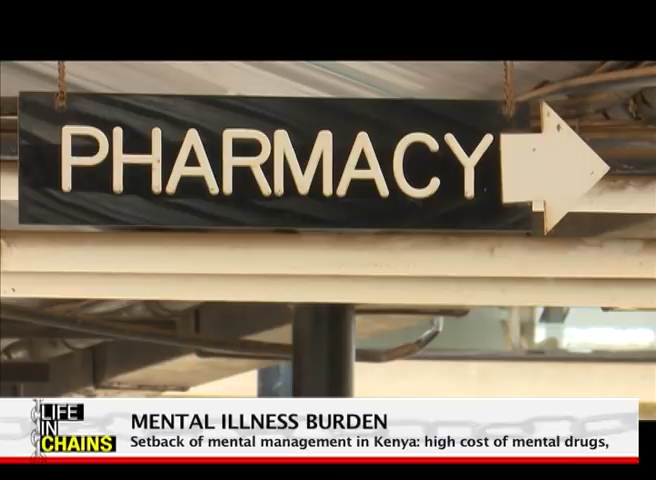 PHARMACY
LIFE
IN
CHAINS
MENTAL ILLNESS BURDEN
Setback of mental management in Kenya: high cost of mental drugs,